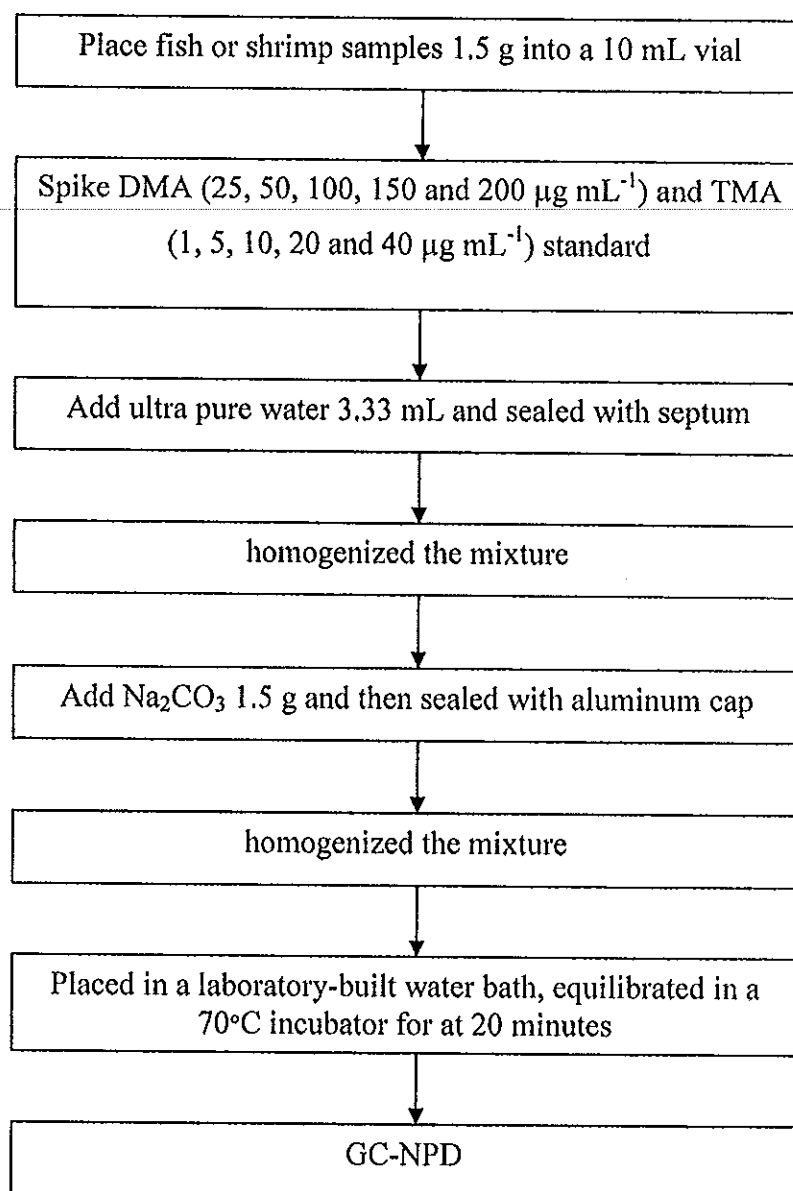 Place fish or shrimp samples 1.5 g into a 10 mL vial
Spike DMA (25, 50, 100, 150 and 200 µg mL⁻¹) and TMA
(1, 5, 10, 20 and 40 µg mL⁻¹) standard
Add ultra pure water 3.33 mL and sealed with septum
homogenized the mixture
Add Na₂CO₃ 1.5 g and then sealed with aluminum cap
homogenized the mixture
Placed in a laboratory-built water bath, equilibrated in a
70°C incubator for at 20 minutes
GC-NPD